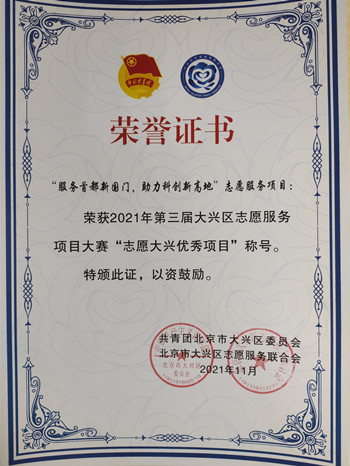 荣誉证书
“服务首都新国门，助力科创新高地”志愿服务项目：
荣获2021年第三届大兴区志愿服务
项目大赛“志愿大兴优秀项目”称号。
特颁此证，以资鼓励。
共青团北京市大兴区委员会
北京市大兴区志愿服务联合会
2021年11月